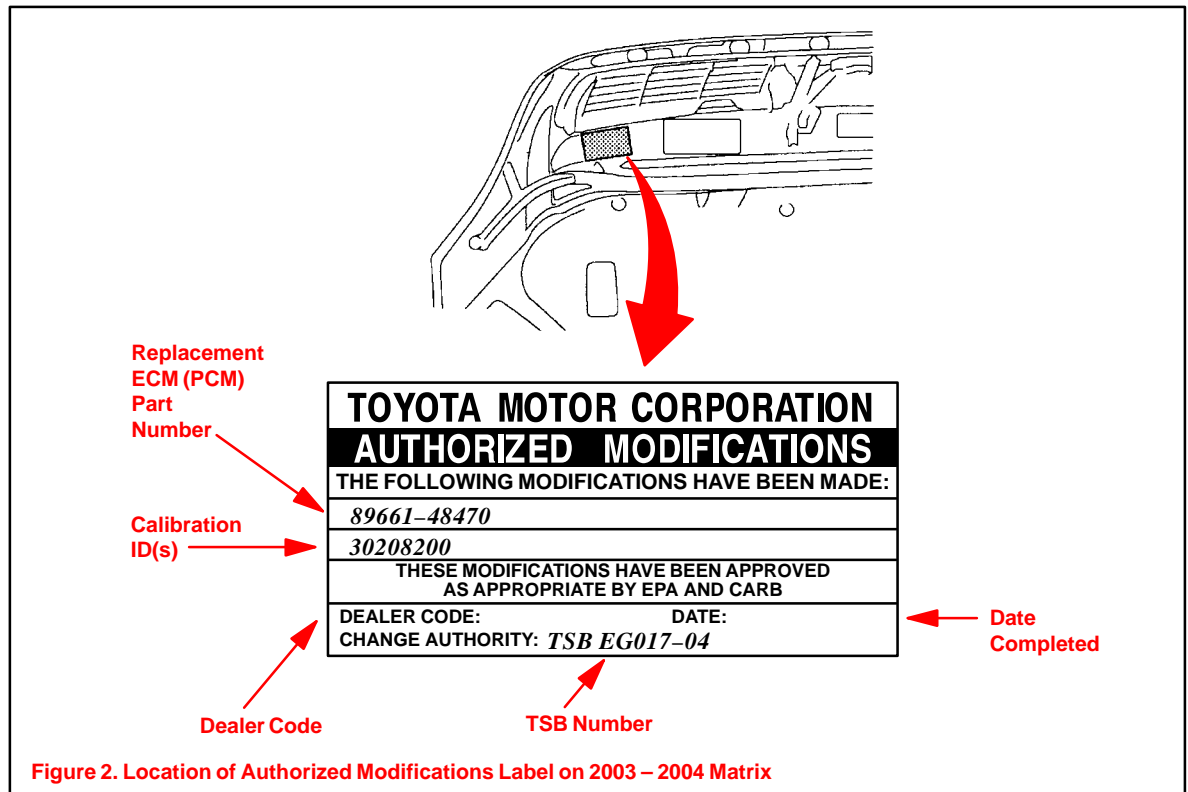 Replacement
ECM (PCM)
Part
Number
TOYOTA MOTOR CORPORATION
AUTHORIZED MODIFICATIONS
THE FOLLOWING MODIFICATIONS HAVE BEEN MADE:
89661–48470
Calibration
ID(s)
30208200
THESE MODIFICATIONS HAVE BEEN APPROVED
AS APPROPRIATE BY EPA AND CARB
DEALER CODE: DATE:
CHANGE AUTHORITY: TSB EG017–04
Date
Completed
Dealer Code
TSB Number
Figure 2. Location of Authorized Modifications Label on 2003 – 2004 Matrix